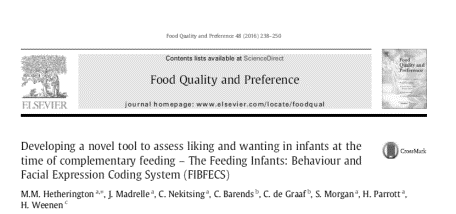 Food Quality and Preference 48 (2016) 238–250
Contents lists available at ScienceDirect
Food Quality and Preference
journal homepage: www.elsevier.com/locate/foodqual
ELSEVIER
Food
Quality and
Preference
Developing a novel tool to assess liking and wanting in infants at the
time of complementary feeding – The Feeding Infants: Behaviour and
Facial Expression Coding System (FIBFECS)
CrossMark
M.M. Hetherington a,*, J. Madrelle a, C. Nekitsing a, C. Barends b, C. de Graaf b, S. Morgan a, H. Parrott a,
H. Weenen c